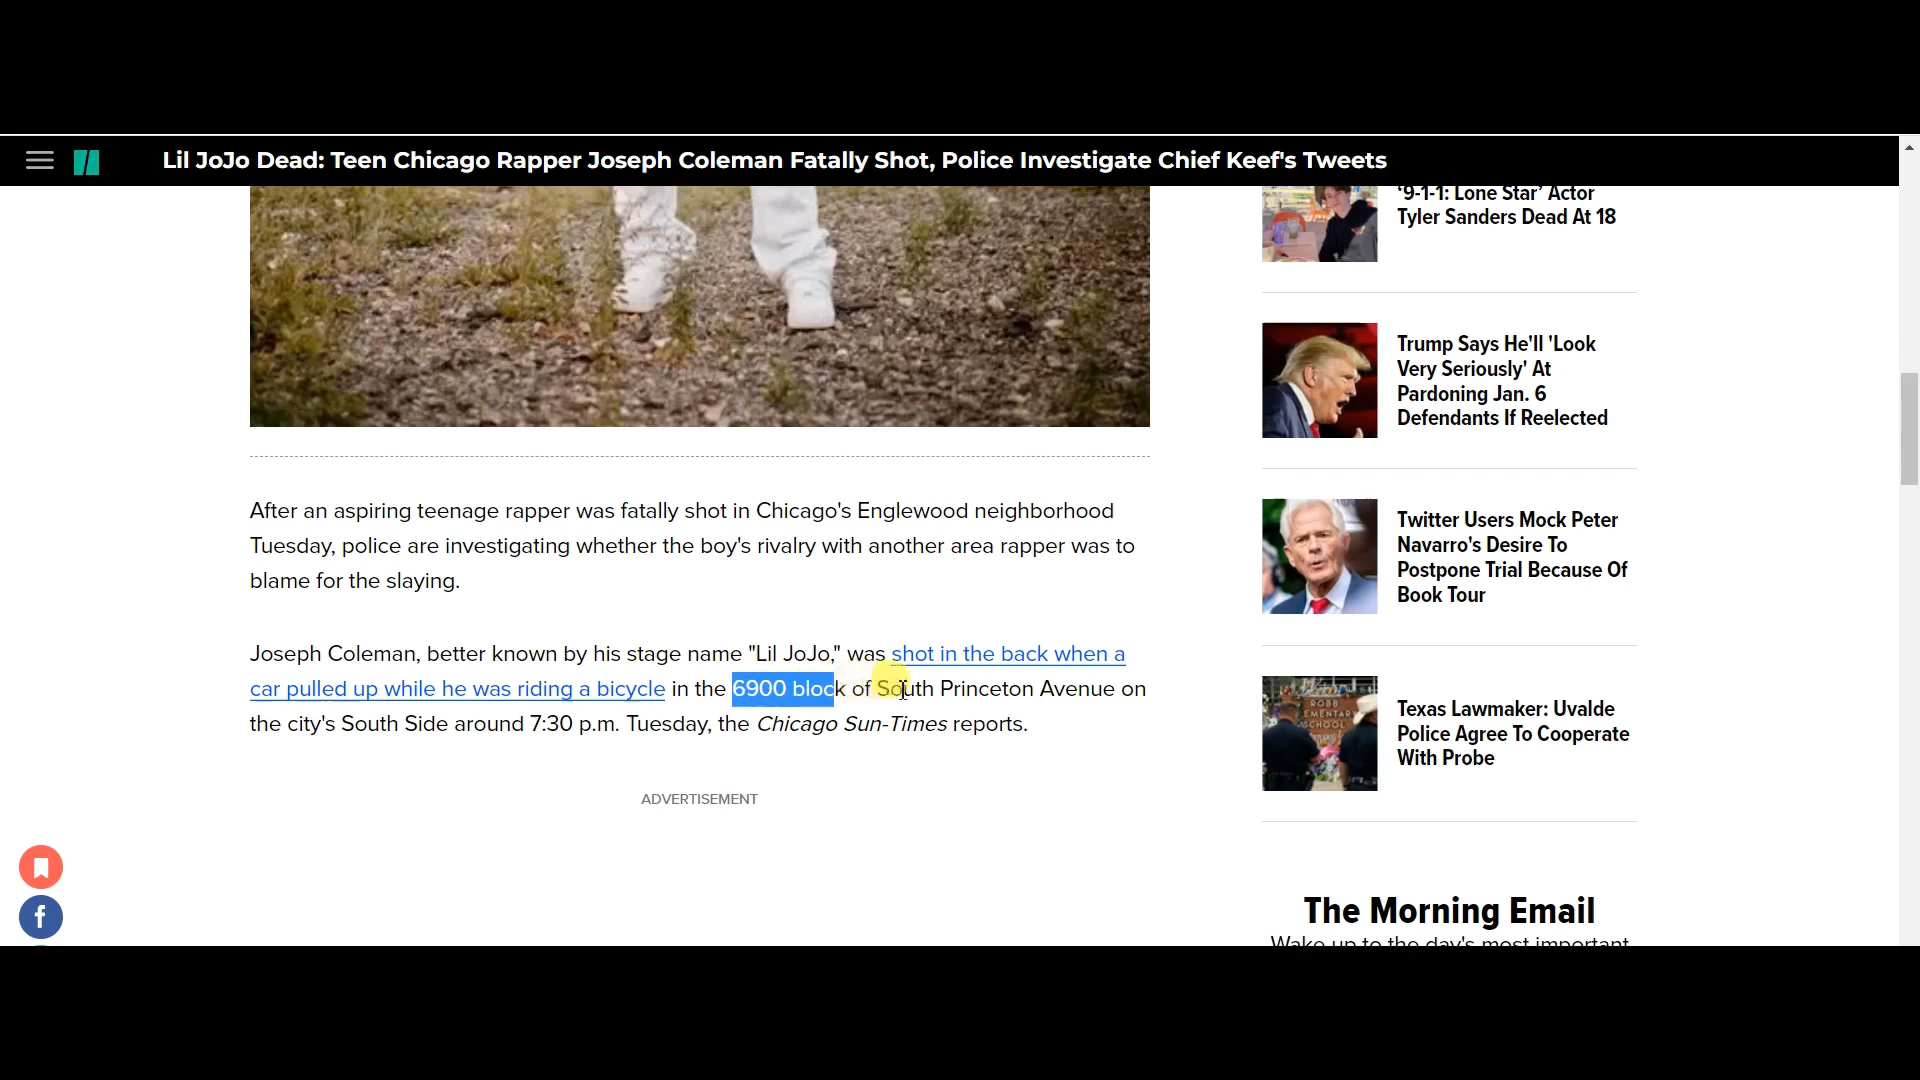 Lil JoJo Dead: Teen Chicago Rapper Joseph Coleman Fatally Shot, Police Investigate Chief Keef's Tweets
After an aspiring teenage rapper was fatally shot in Chicago's Englewood neighborhood
Tuesday, police are investigating whether the boy's rivalry with another area rapper was to
blame for the slaying.
Joseph Coleman, better known by his stage name "Lil JoJo," was shot in the back when a
car pulled up while he was riding a bicycle in the 6900 block of South Princeton Avenue on
the city's South Side around 7:30 p.m. Tuesday, the Chicago Sun-Times reports.
ADVERTISEMENT
'9-1-1: Lone Star' Actor
Tyler Sanders Dead At 18
Trump Says He'll 'Look
Very Seriously' At
Pardoning Jan. 6
Defendants If Reelected
Twitter Users Mock Peter
Navarro's Desire To
Postpone Trial Because Of
Book Tour
Texas Lawmaker: Uvalde
Police Agree To Cooperate
With Probe
The Morning Email
Wake up to the day's most important